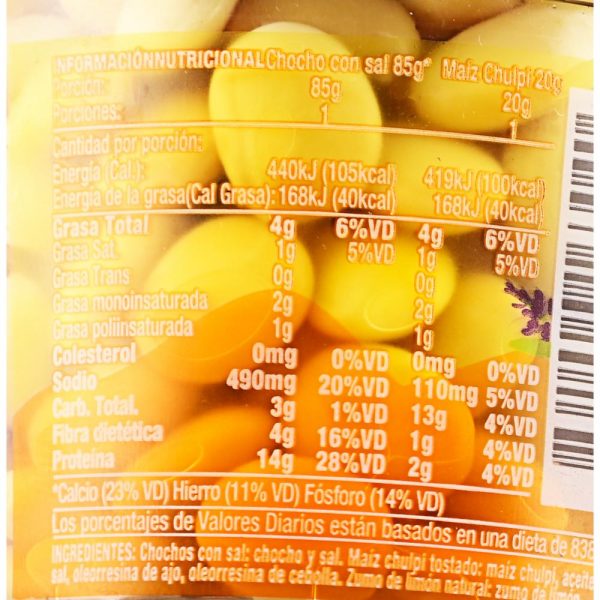 INFORMACIÓN NUTRICIONAL Chocho con sal 85g* Maíz Chulpi 20g
Porción: 85g 20g
Porciones: 1 1
Cantidad por porción:
Energía (Cal.): 440kJ (105kcal) 419kJ (100kcal)
Energía de la grasa(Cal Grasa): 168kJ (40kcal) 168kJ (40kcal)
Grasa Total 4g 6%VD 4g 6%VD
Grasa Sat. 1g 5%VD 1g 5%VD
Grasa Trans 0g 0g
Grasa monoinsaturada 2g 2g
Grasa poliinsaturada 1g 1g
Colesterol 0mg 0%VD 0mg 0%VD
Sodio 490mg 20%VD 110mg 5%VD
Carb. Total. 3g 1%VD 13g 4%VD
Fibra dietética 4g 16%VD 1g 4%VD
Proteína 14g 28%VD 2g 4%VD
*Calcio (23% VD) Hierro (11% VD) Fósforo (14% VD)
Los porcentajes de Valores Diarios están basados en una dieta de 838
INGREDIENTES: Chochos con sal: chocho y sal. Maíz chulpi tostado: maíz chulpi, aceite
sal, oleorresina de ajo, oleorresina de cebolla. Zumo de limón natural: zumo de limón